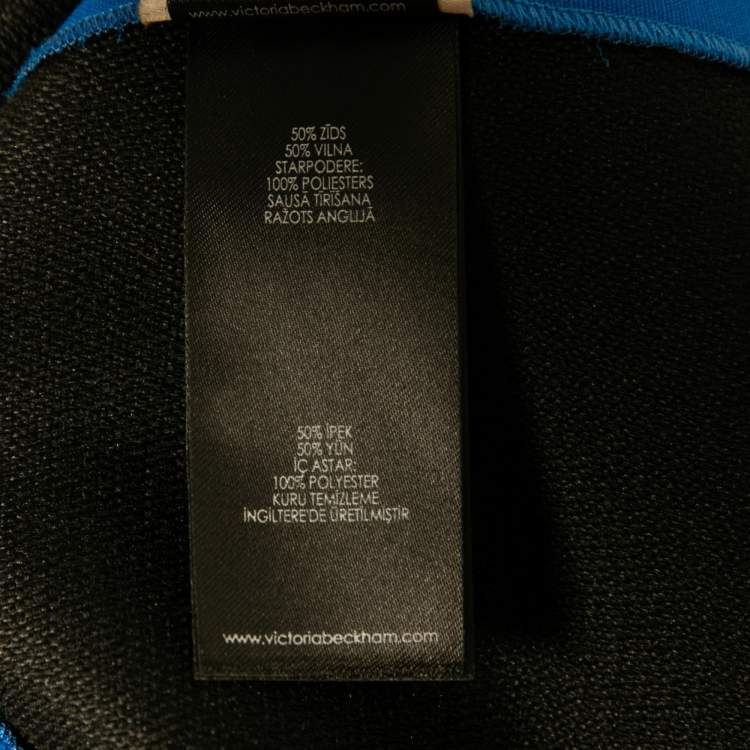 www.victoriabeckham.com
50% ZĪDS
50% VILNA
STARPODERE:
100% POLIESTERS
SAUSĀ TĪRĪŠANA
RAŽOTS ANGLIJĀ
50% İPEK
50% YÜN
İÇ ASTAR:
100% POLYESTER
KURU TEMİZLEME
İNGİLTERE'DE ÜRETİLMİŞTİR
www.victoriabeckham.com